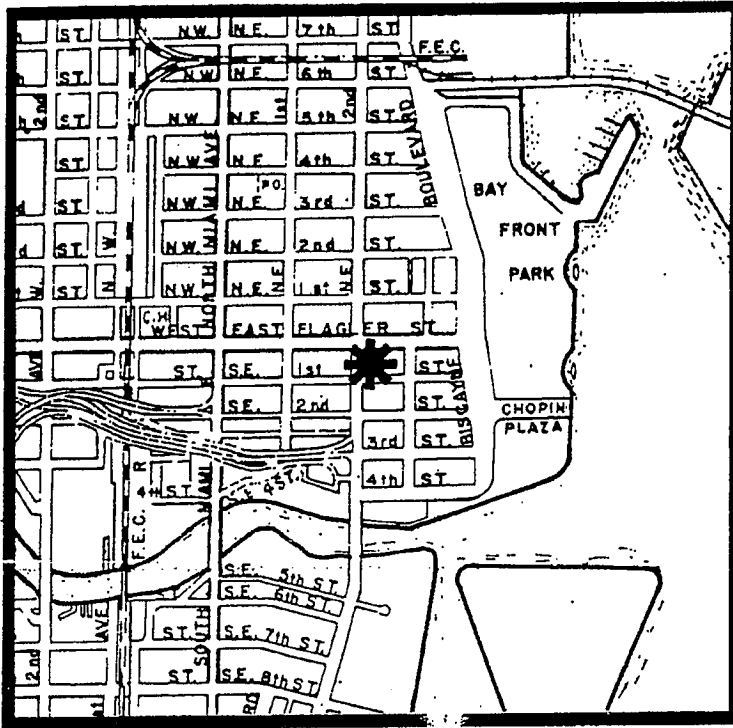 N.W. N.E. 7th ST.
ST. F.E.C.
NW N.E. 6th ST.
2nd ST. N.W. N.E. 1st 5th 2nd ST.
ST. N.W. N.E. 4th ST.
P.O.
ST. N.W. N.E. 3rd ST.
d ST. N.W. N.E. 2nd ST.
W. ST. N NW. N.E. 1st N.E. ST.
W.
AVE
NORTH MIAMI
BOULEVARD
BAY
FRONT
PARK
C.H.
WEST EAST FLAGLER ST.
AVE ST. S.E. 1st ST.
S.E. 2nd ST.
BISCAYNE
CHOPIN
PLAZA
3rd ST.
4th ST
4th ST.
S.E. 4 ST.
F.E.C. R
MIAMI
S.E. 5th ST.
S.E. 6th ST.
ST. S.E. 7th ST.
ST. S.E. 8th ST.
2nd
AVE
SOUTH
1st
RD